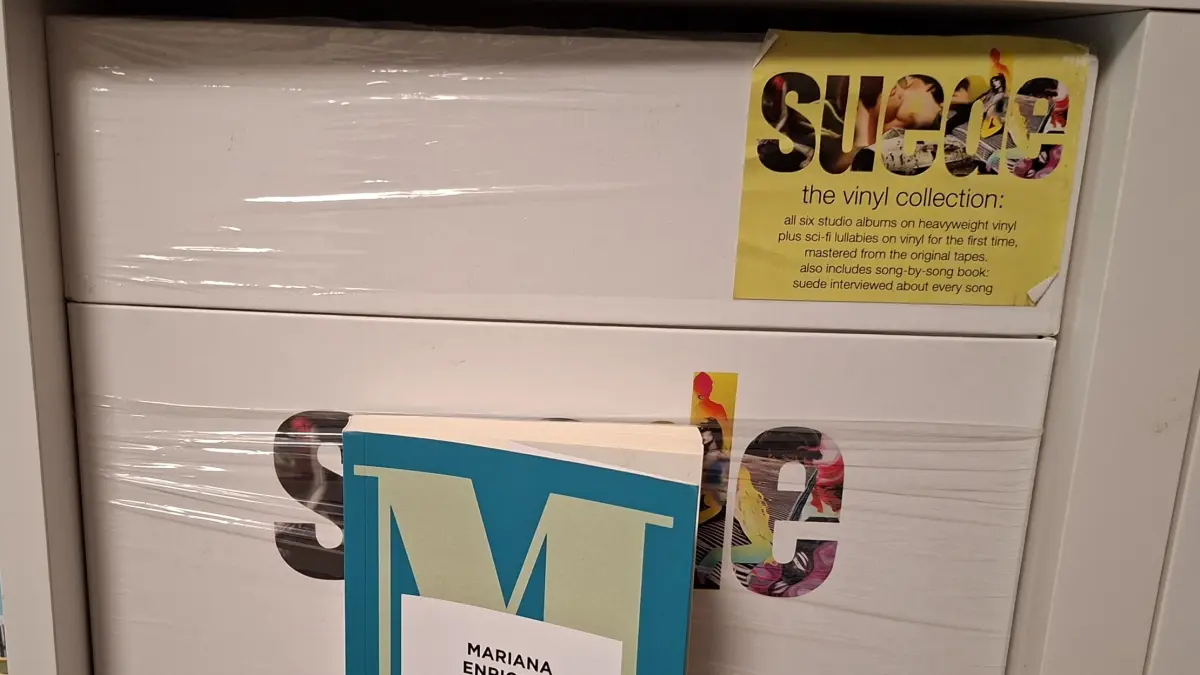 suede
the vinyl collection:
all six studio albums on heavyweight vinyl
plus sci-fi lullabies on vinyl for the first time,
mastered from the original tapes.
also includes song-by-song book:
suede interviewed about every song
M
MARIANA